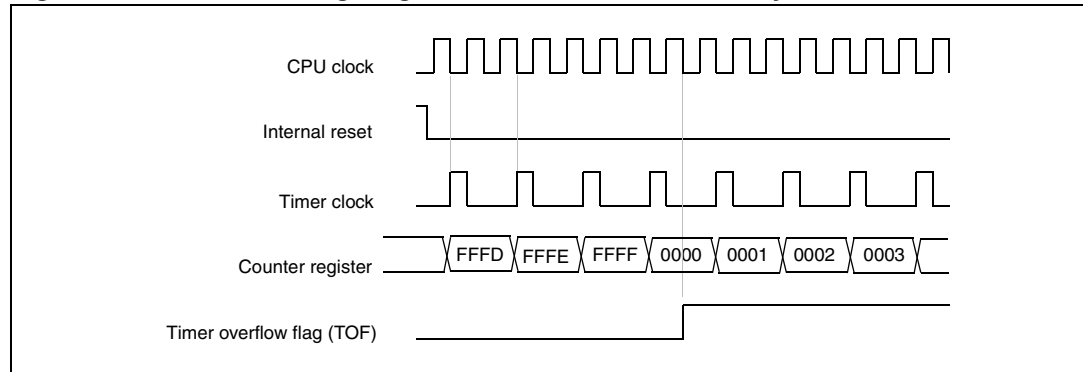 CPU clock
Internal reset
Timer clock
Counter register FFFD FFFE FFFF 0000 0001 0002 0003
Timer overflow flag (TOF)